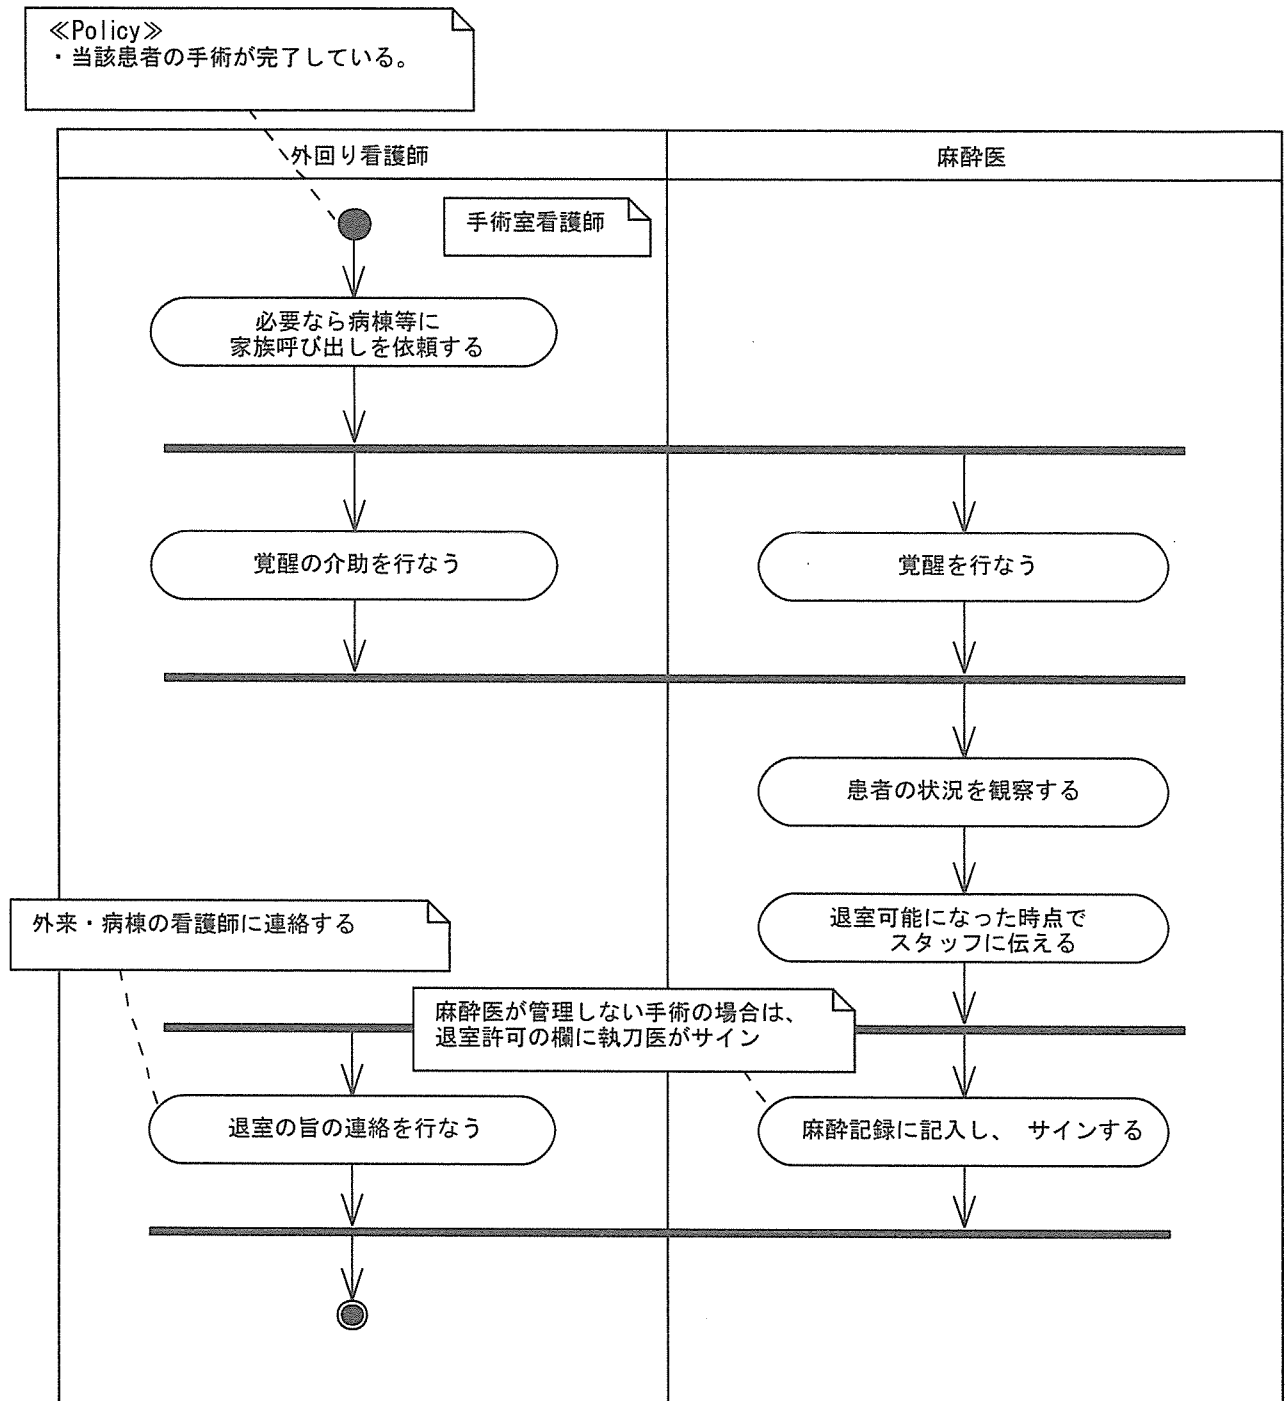 ≪Policy≫
・当該患者の手術が完了している。
外回り看護師
麻酔医
手術室看護師
必要なら病棟等に
家族呼び出しを依頼する
覚醒の介助を行なう
覚醒を行なう
患者の状況を観察する
外来・病棟の看護師に連絡する
退室可能になった時点で
スタッフに伝える
麻酔医が管理しない手術の場合は、
退室許可の欄に執刀医がサイン
退室の旨の連絡を行なう
麻酔記録に記入し、 サインする